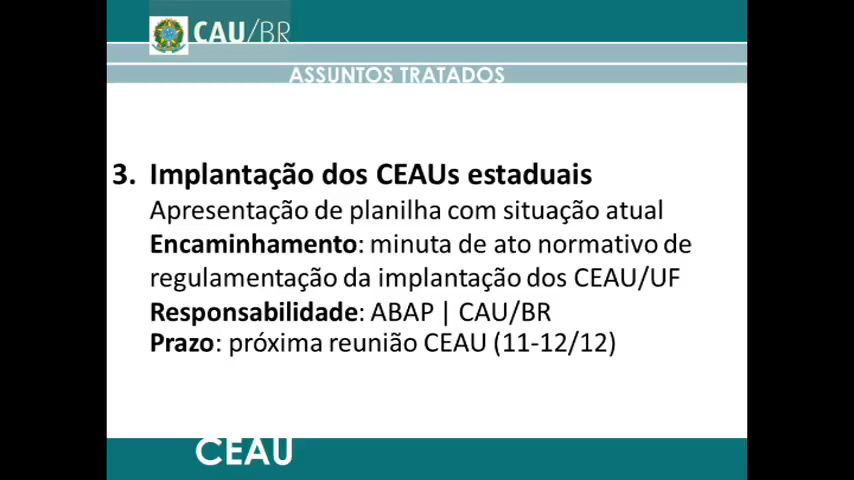 CAU/BR
ASSUNTOS TRATADOS
3. Implantação dos CEAUs estaduais
Apresentação de planilha com situação atual
Encaminhamento: minuta de ato normativo de
regulamentação da implantação dos CEAU/UF
Responsabilidade: ABAP | CAU/BR
Prazo: próxima reunião CEAU (11-12/12)
CEAU